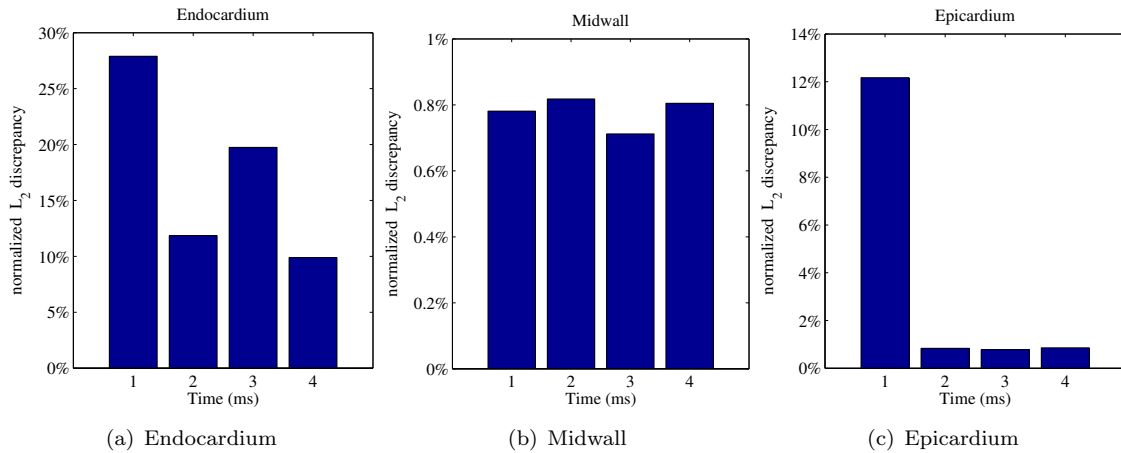 Endocardium
30%
25%
20%
15%
10%
5%
0%
normalized L2 discrepancy
1 2 3 4
Time (ms)
(a) Endocardium
Midwall
1%
0.8%
0.6%
0.4%
0.2%
0%
normalized L2 discrepancy
1 2 3 4
Time (ms)
(b) Midwall
Epicardium
14%
12%
10%
8%
6%
4%
2%
0%
normalized L2 discrepancy
1 2 3 4
Time (ms)
(c) Epicardium